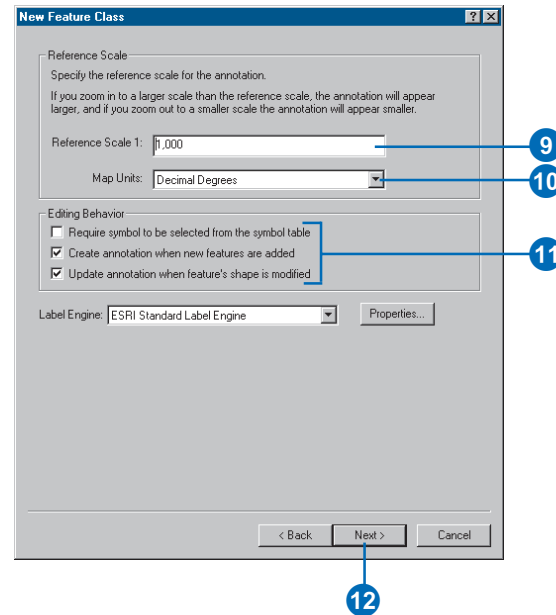 New Feature Class
Reference Scale
Specify the reference scale for the annotation.
If you zoom in to a larger scale than the reference scale, the annotation will appear
larger, and if you zoom out to a smaller scale the annotation will appear smaller.
Reference Scale 1: 1,000
9
Map Units: Decimal Degrees
10
Editing Behavior
Require symbol to be selected from the symbol table
Create annotation when new features are added
11
Update annotation when feature's shape is modified
Label Engine: ESRI Standard Label Engine Properties...
< Back Next > Cancel
12